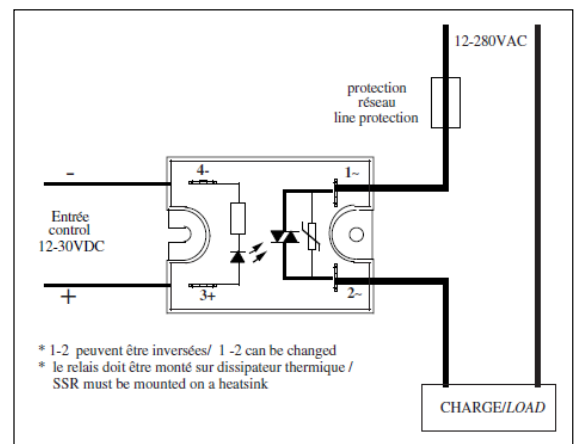 12-280VAC
protection
réseau
line protection
4-
1~
-
Entrée
control
12-30VDC
+
3+
2~
* 1-2 peuvent être inversées/ 1 -2 can be changed
* le relais doit être monté sur dissipateur thermique /
SSR must be mounted on a heatsink
CHARGE/LOAD